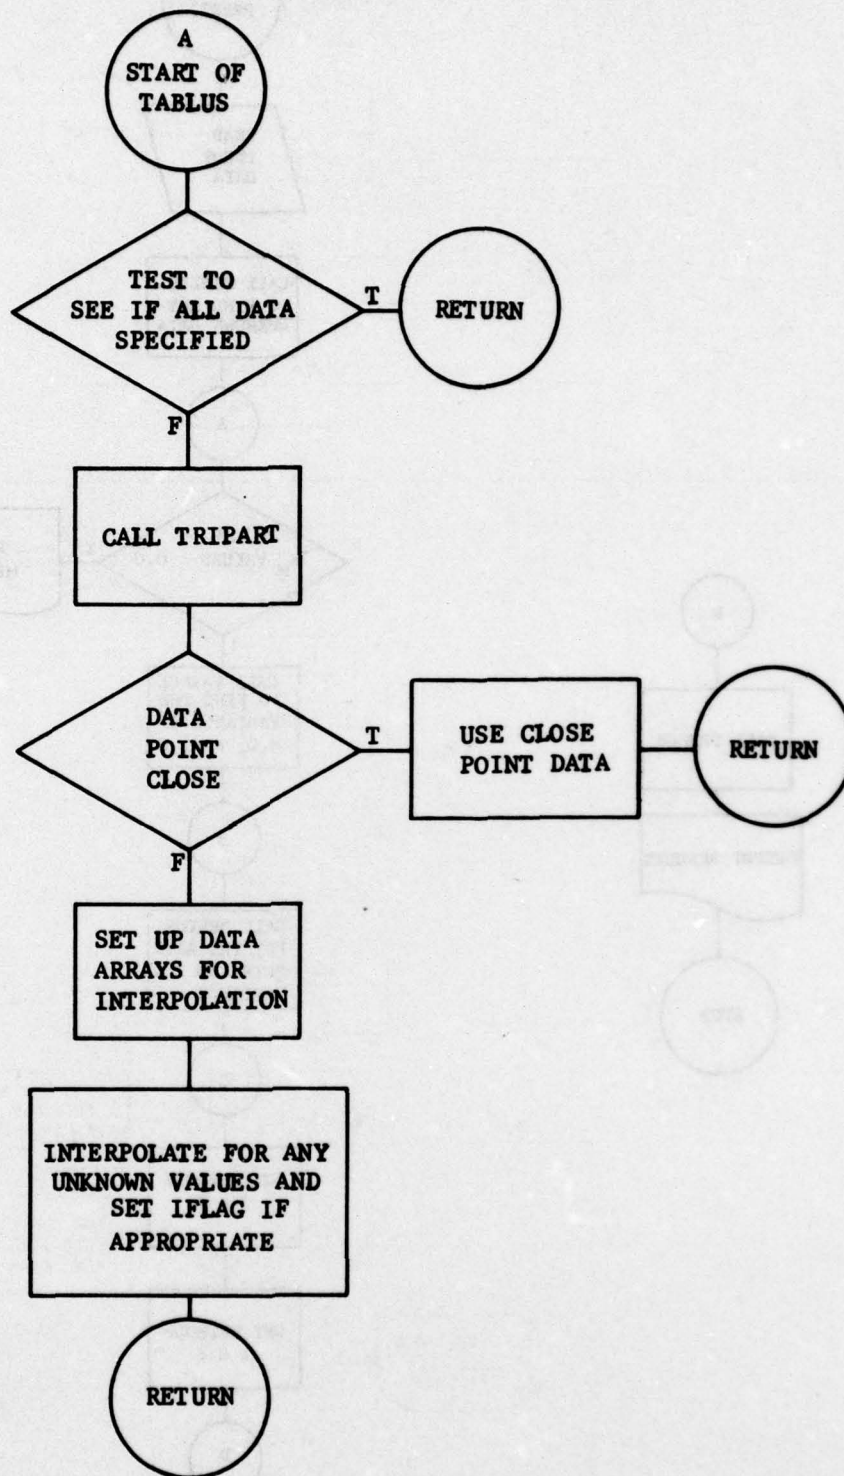 A
START OF
TABLUS
TEST TO
SEE IF ALL DATA
SPECIFIED
T
RETURN
F
CALL TRIPART
DATA
POINT
CLOSE
T
USE CLOSE
POINT DATA
RETURN
F
SET UP DATA
ARRAYS FOR
INTERPOLATION
INTERPOLATE FOR ANY
UNKNOWN VALUES AND
SET IFLAG IF
APPROPRIATE
RETURN